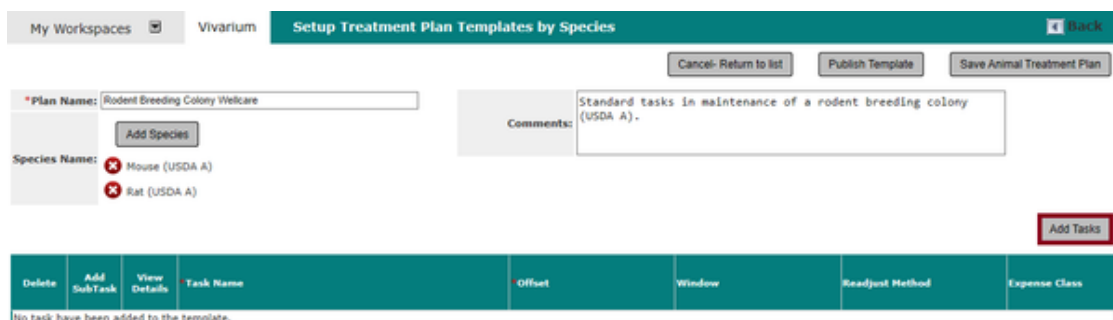 My Workspaces Vivarium Setup Treatment Plan Templates by Species Back
Cancel- Return to list Publish Template Save Animal Treatment Plan
*Plan Name: Rodent Breeding Colony Wellcare
Comments: Standard tasks in maintenance of a rodent breeding colony
(USDA A).
Add Species
Species Name:
Mouse (USDA A)
Rat (USDA A)
Add Tasks
Delete Add SubTask View Details *Task Name *Offset Window Readjust Method Expense Class
No task have been added to the template.